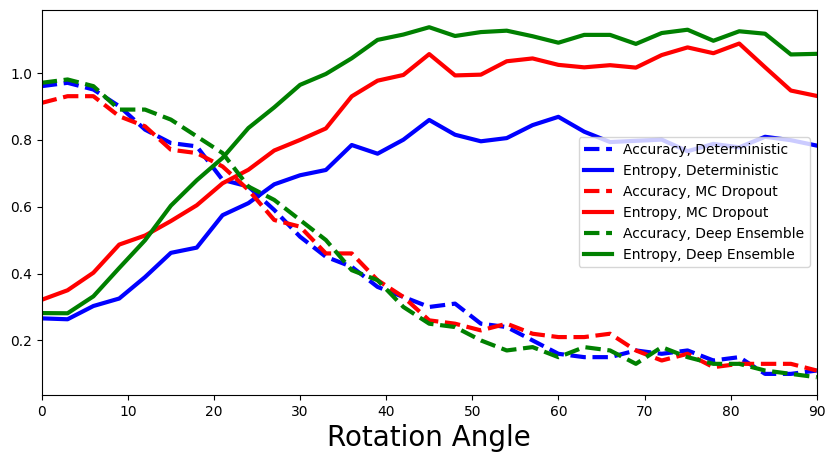 1.0
0.8
0.6
0.4
0.2
Accuracy, Deterministic
Entropy, Deterministic
Accuracy, MC Dropout
Entropy, MC Dropout
Accuracy, Deep Ensemble
Entropy, Deep Ensemble
0 10 20 30 40 50 60 70 80 90
Rotation Angle